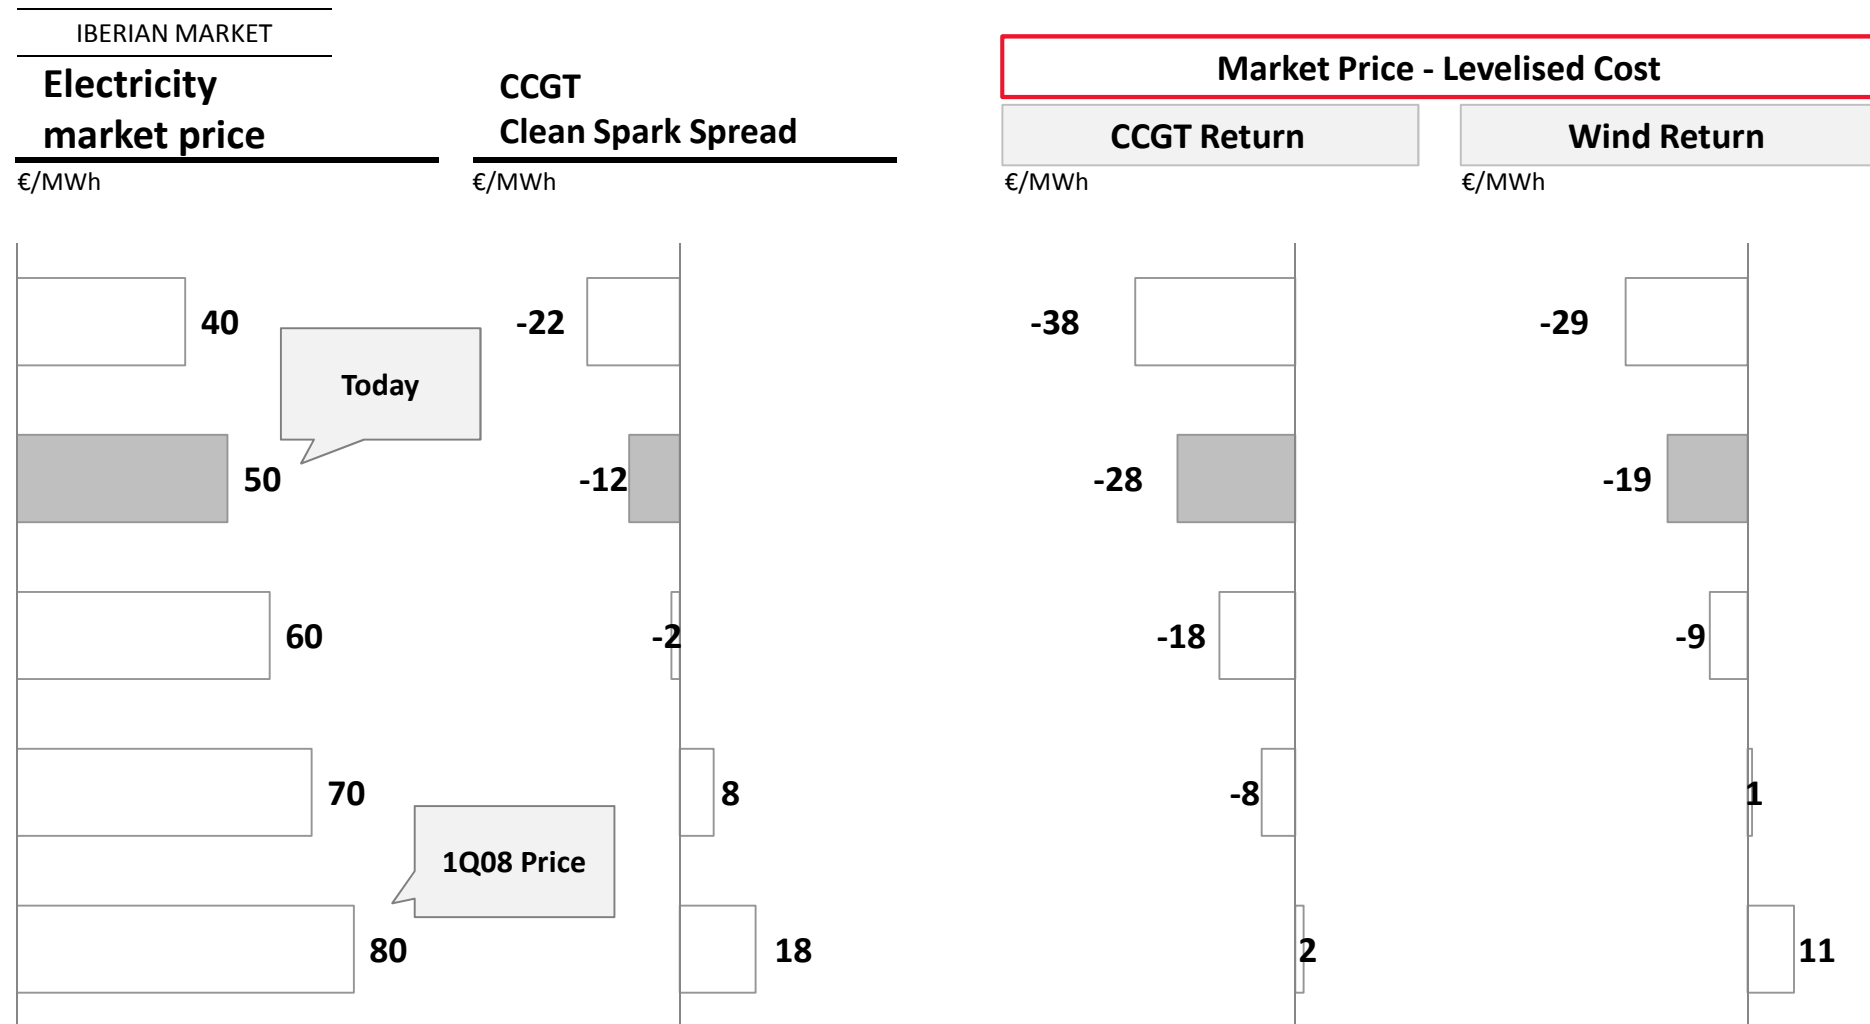 IBERIAN MARKET
Electricity
market price
€/MWh
CCGT
Clean Spark Spread
€/MWh
Market Price - Levelised Cost
CCGT Return
Wind Return
€/MWh
€/MWh
40
-22
-38
-29
Today
50
-12
-28
-19
60
-2
-18
-9
70
8
-8
1
1Q08 Price
80
18
2
11